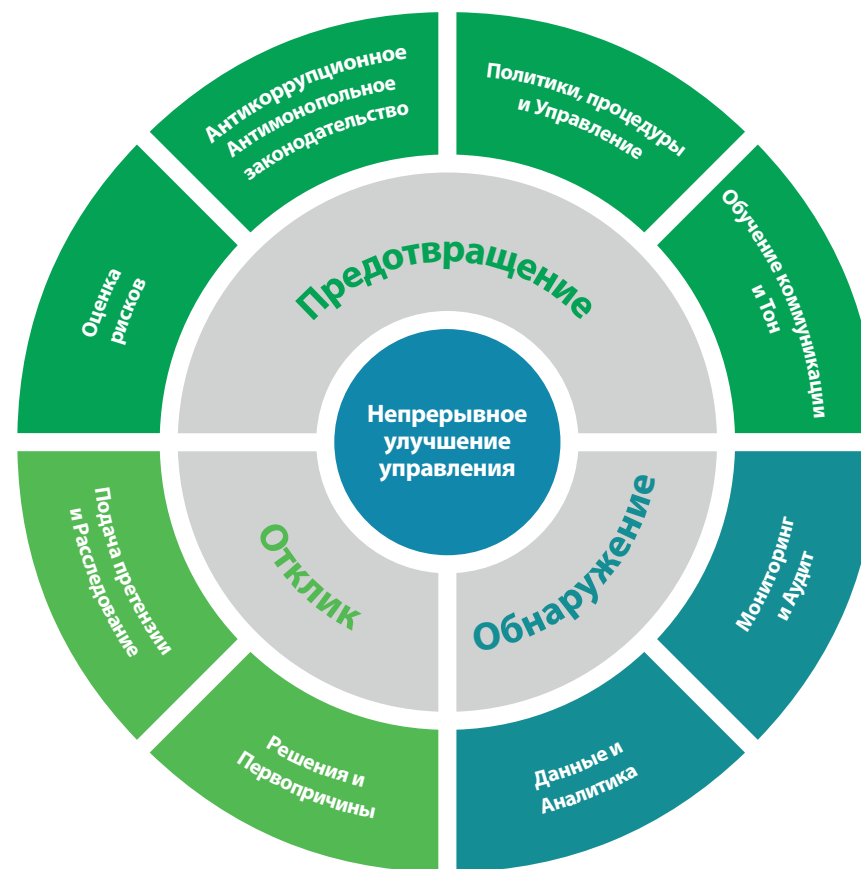 Антикоррупционное
Антимонопольное
законодательство
Политики, процедуры
и Управление
Оценка
рисков
Обучение коммуникации
и Тон
Предотвращение
Непрерывное
улучшение
управления
Отклик
Обнаружение
Подача претензии
и Расследование
Мониторинг
и Аудит
Решения и
Первопричины
Данные и
Аналитика